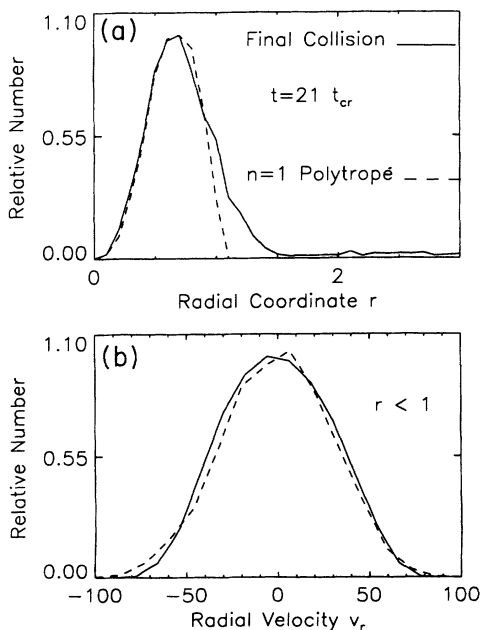 1.10
(a)
Final Collision
t=21 t_cr
Relative Number
0.55
n=1 Polytropé
0.00
0
2
Radial Coordinate r
1.10
(b)
r < 1
Relative Number
0.55
0.00
-100
-50
0
50
100
Radial Velocity v_r